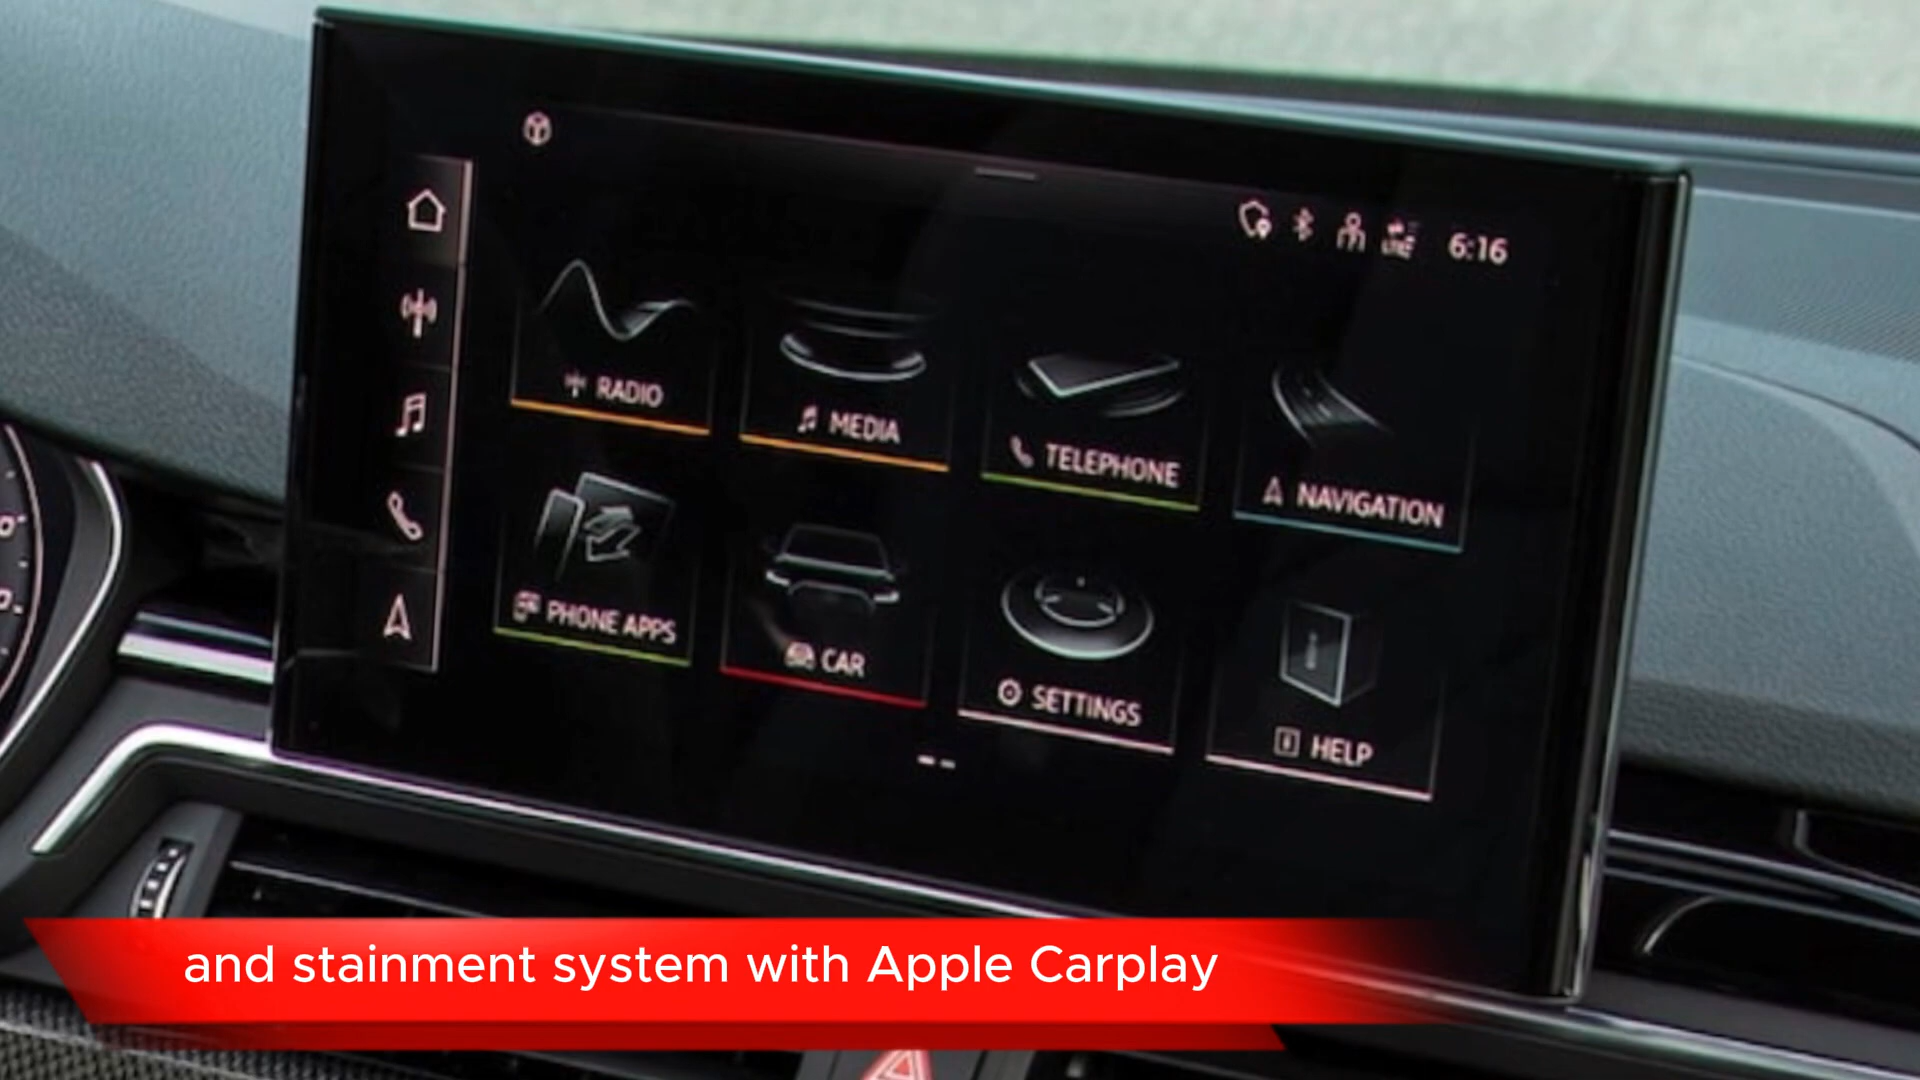 6:16
RADIO
MEDIA
TELEPHONE
NAVIGATION
PHONE APPS
CAR
SETTINGS
HELP
and stainment system with Apple Carplay